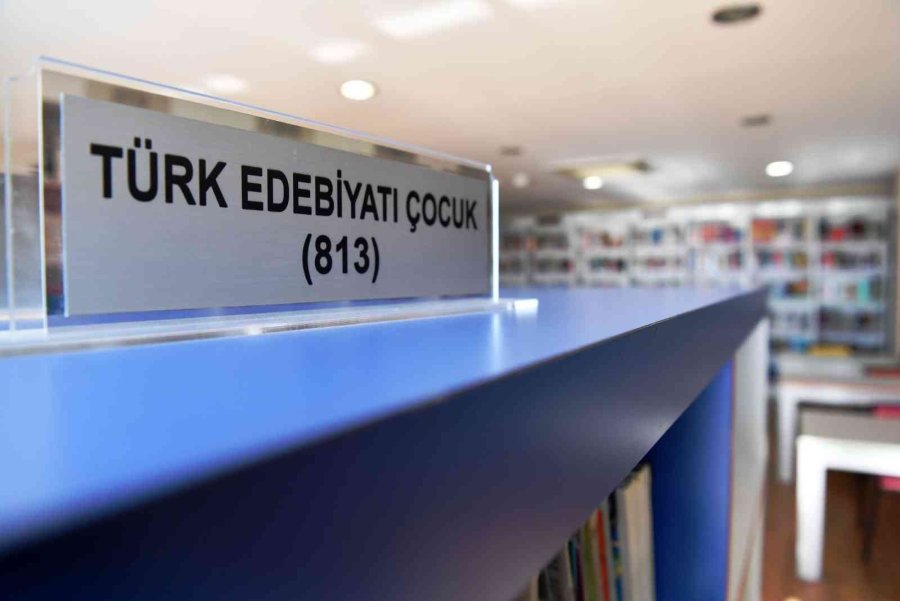 TÜRK EDEBİYATI ÇOCUK
(813)